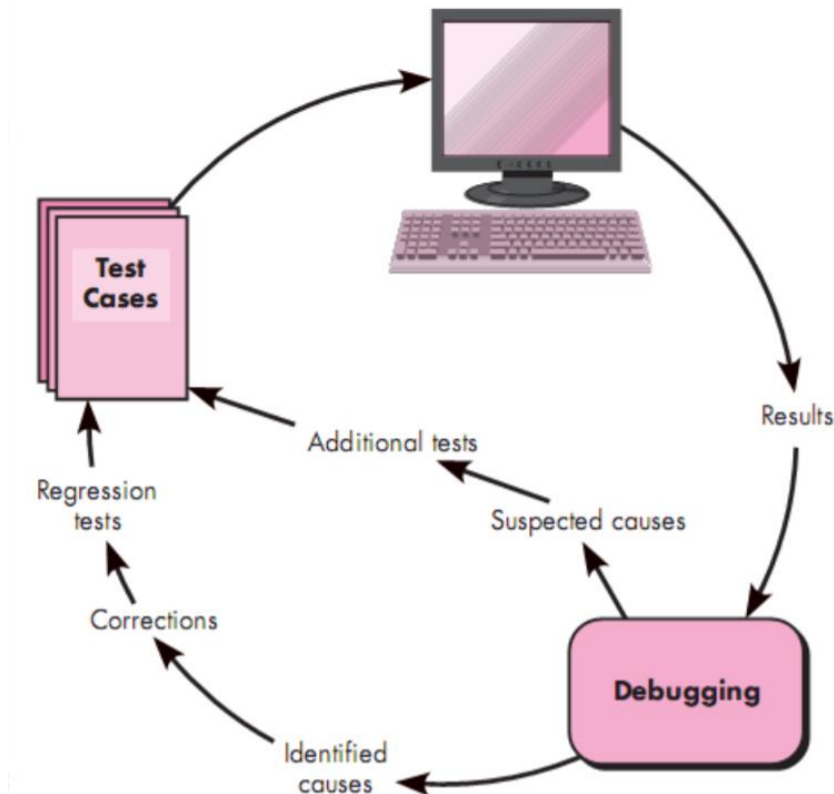 Test
Cases
Results
Additional tests
Regression
tests
Suspected causes
Corrections
Debugging
Identified
causes